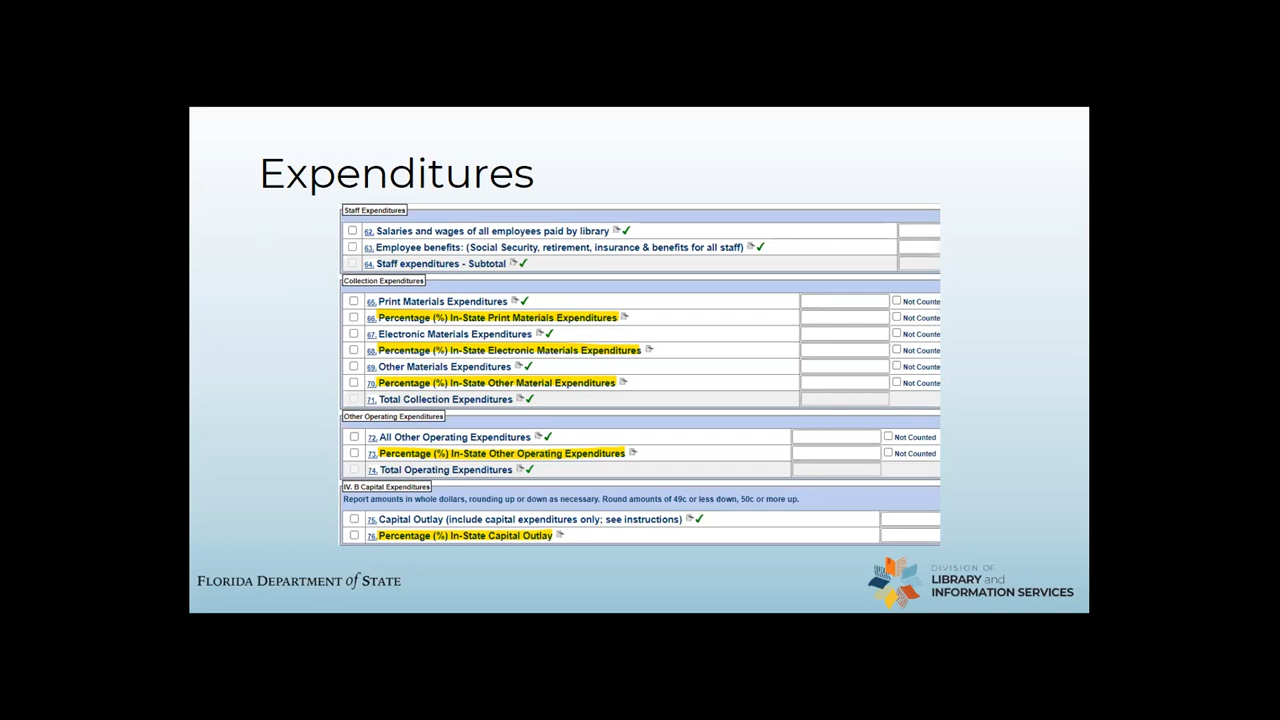 Expenditures
Staff Expenditures
62. Salaries and wages of all employees paid by library
63. Employee benefits: (Social Security, retirement, insurance & benefits for all staff)
64. Staff expenditures - Subtotal
Collection Expenditures
65. Print Materials Expenditures Not Counte
66. Percentage (%) In-State Print Materials Expenditures Not Counte
67. Electronic Materials Expenditures Not Counte
68. Percentage (%) In-State Electronic Materials Expenditures Not Counte
69. Other Materials Expenditures Not Counte
70. Percentage (%) In-State Other Material Expenditures Not Counte
71. Total Collection Expenditures
Other Operating Expenditures
72. All Other Operating Expenditures Not Counted
73. Percentage (%) In-State Other Operating Expenditures Not Counted
74. Total Operating Expenditures
IV. B Capital Expenditures
Report amounts in whole dollars, rounding up or down as necessary. Round amounts of 49c or less down, 50c or more up.
75. Capital Outlay (include capital expenditures only; see instructions)
76. Percentage (%) In-State Capital Outlay
FLORIDA DEPARTMENT of STATE
DIVISION OF
LIBRARY and
INFORMATION SERVICES